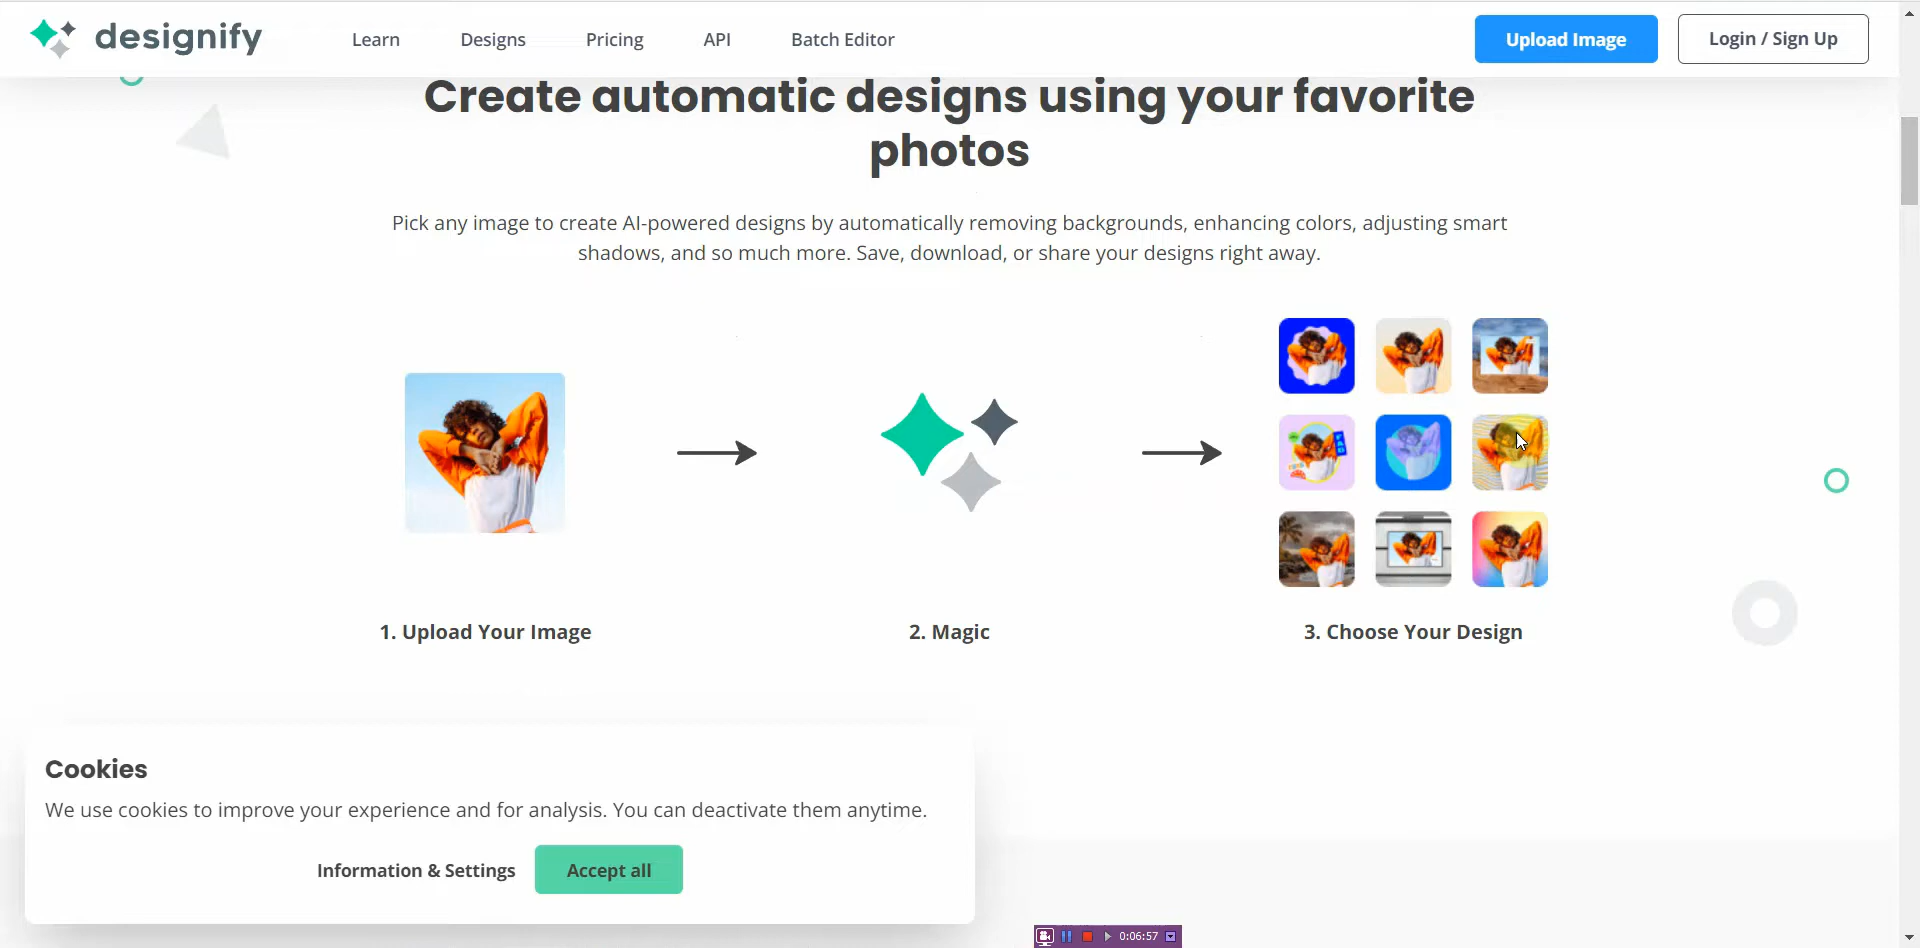 designify
Learn
Designs
Pricing
API
Batch Editor
Upload Image
Login / Sign Up
Create automatic designs using your favorite
photos
Pick any image to create AI-powered designs by automatically removing backgrounds, enhancing colors, adjusting smart
shadows, and so much more. Save, download, or share your designs right away.
1. Upload Your Image
2. Magic
3. Choose Your Design
Cookies
We use cookies to improve your experience and for analysis. You can deactivate them anytime.
Information & Settings
Accept all
0:06:57